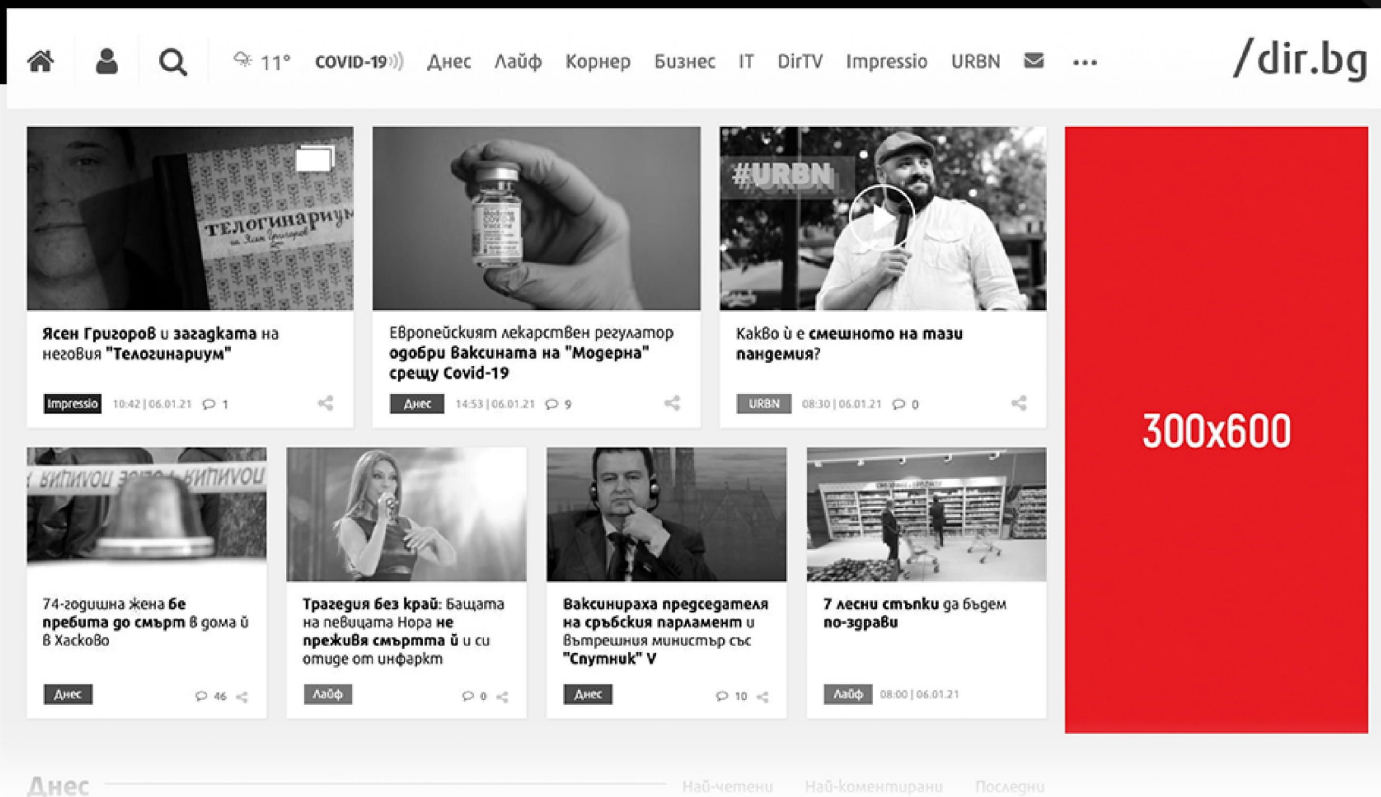 11° COVID-19 Днес Лайф Корнер Бизнес IT DirTV Impressio URBN ... /dir.bg
ТЕЛОГИНАРИУМ
на Ясен Григоров
Ясен Григоров и загадката на
неговия "Телогинариум"
Impressio 10:42 | 06.01.21 1
COVID-19
Vaccine
Европейският лекарствен регулатор
одобри ваксината на "Модерна"
срещу Covid-19
Днес 14:53 | 06.01.21 9
#URBN
Какво ѝ е смешното на тази
пандемия?
URBN 08:30 | 06.01.21 0
300x600
74-годишна жена бе
пребита до смърт в дома ѝ
в Хасково
Днес 46
Трагедия без край: Бащата
на певицата Нора не
преживя смъртта ѝ и си
отиде от инфаркт
Лайф 0
Ваксинираха председателя
на сръбския парламент и
вътрешния министър със
"Спутник" V
Днес 10
7 лесни стъпки да бъдем
по-здрави
Лайф 08:00 | 06.01.21
Днес Най-четени Най-коментирани Последни